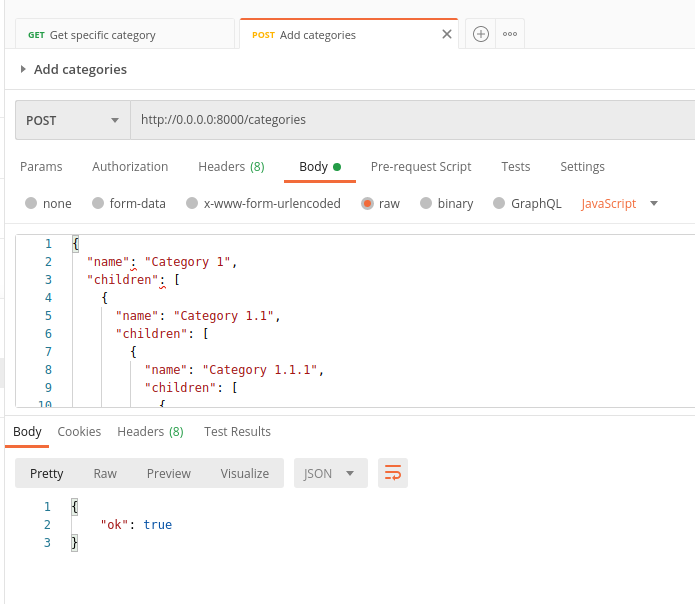 GET Get specific category POST Add categories
Add categories
POST http://0.0.0.0:8000/categories
Params Authorization Headers (8) Body Pre-request Script Tests Settings
none form-data x-www-form-urlencoded raw binary GraphQL JavaScript
1 {
2 "name": "Category 1",
3 "children": [
4 {
5 "name": "Category 1.1",
6 "children": [
7 {
8 "name": "Category 1.1.1",
9 "children": [
10 {
Body Cookies Headers (8) Test Results
Pretty Raw Preview Visualize JSON
1 {
2 "ok": true
3 }